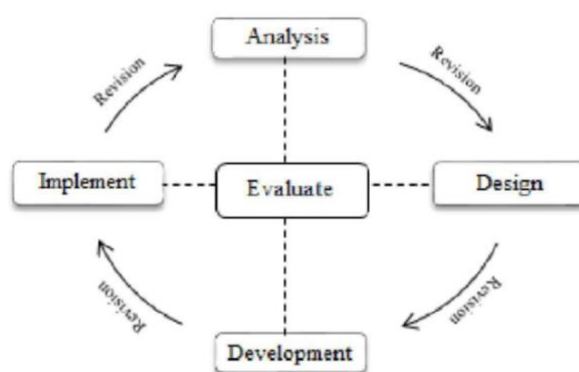 Analysis
Revision
Revision
Implement
Evaluate
Design
Revision
Revision
Development